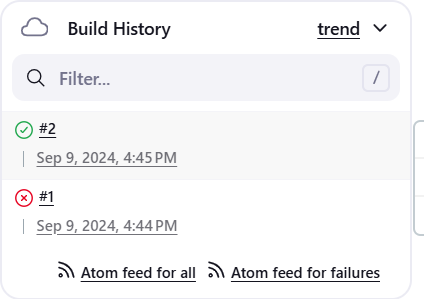 Build History trend
Filter... /
#2
Sep 9, 2024, 4:45 PM
#1
Sep 9, 2024, 4:44 PM
Atom feed for all Atom feed for failures